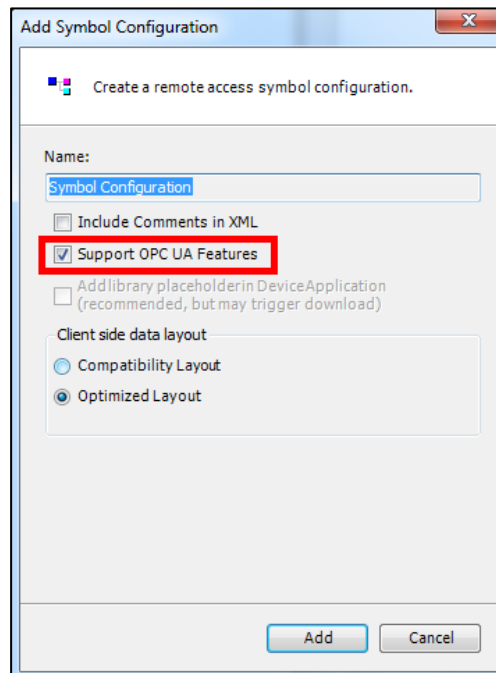 Add Symbol Configuration
Create a remote access symbol configuration.
Name:
Symbol Configuration
Include Comments in XML
Support OPC UA Features
Add library placeholder in DeviceApplication
(recommended, but may trigger download)
Client side data layout
Compatibility Layout
Optimized Layout
Add
Cancel